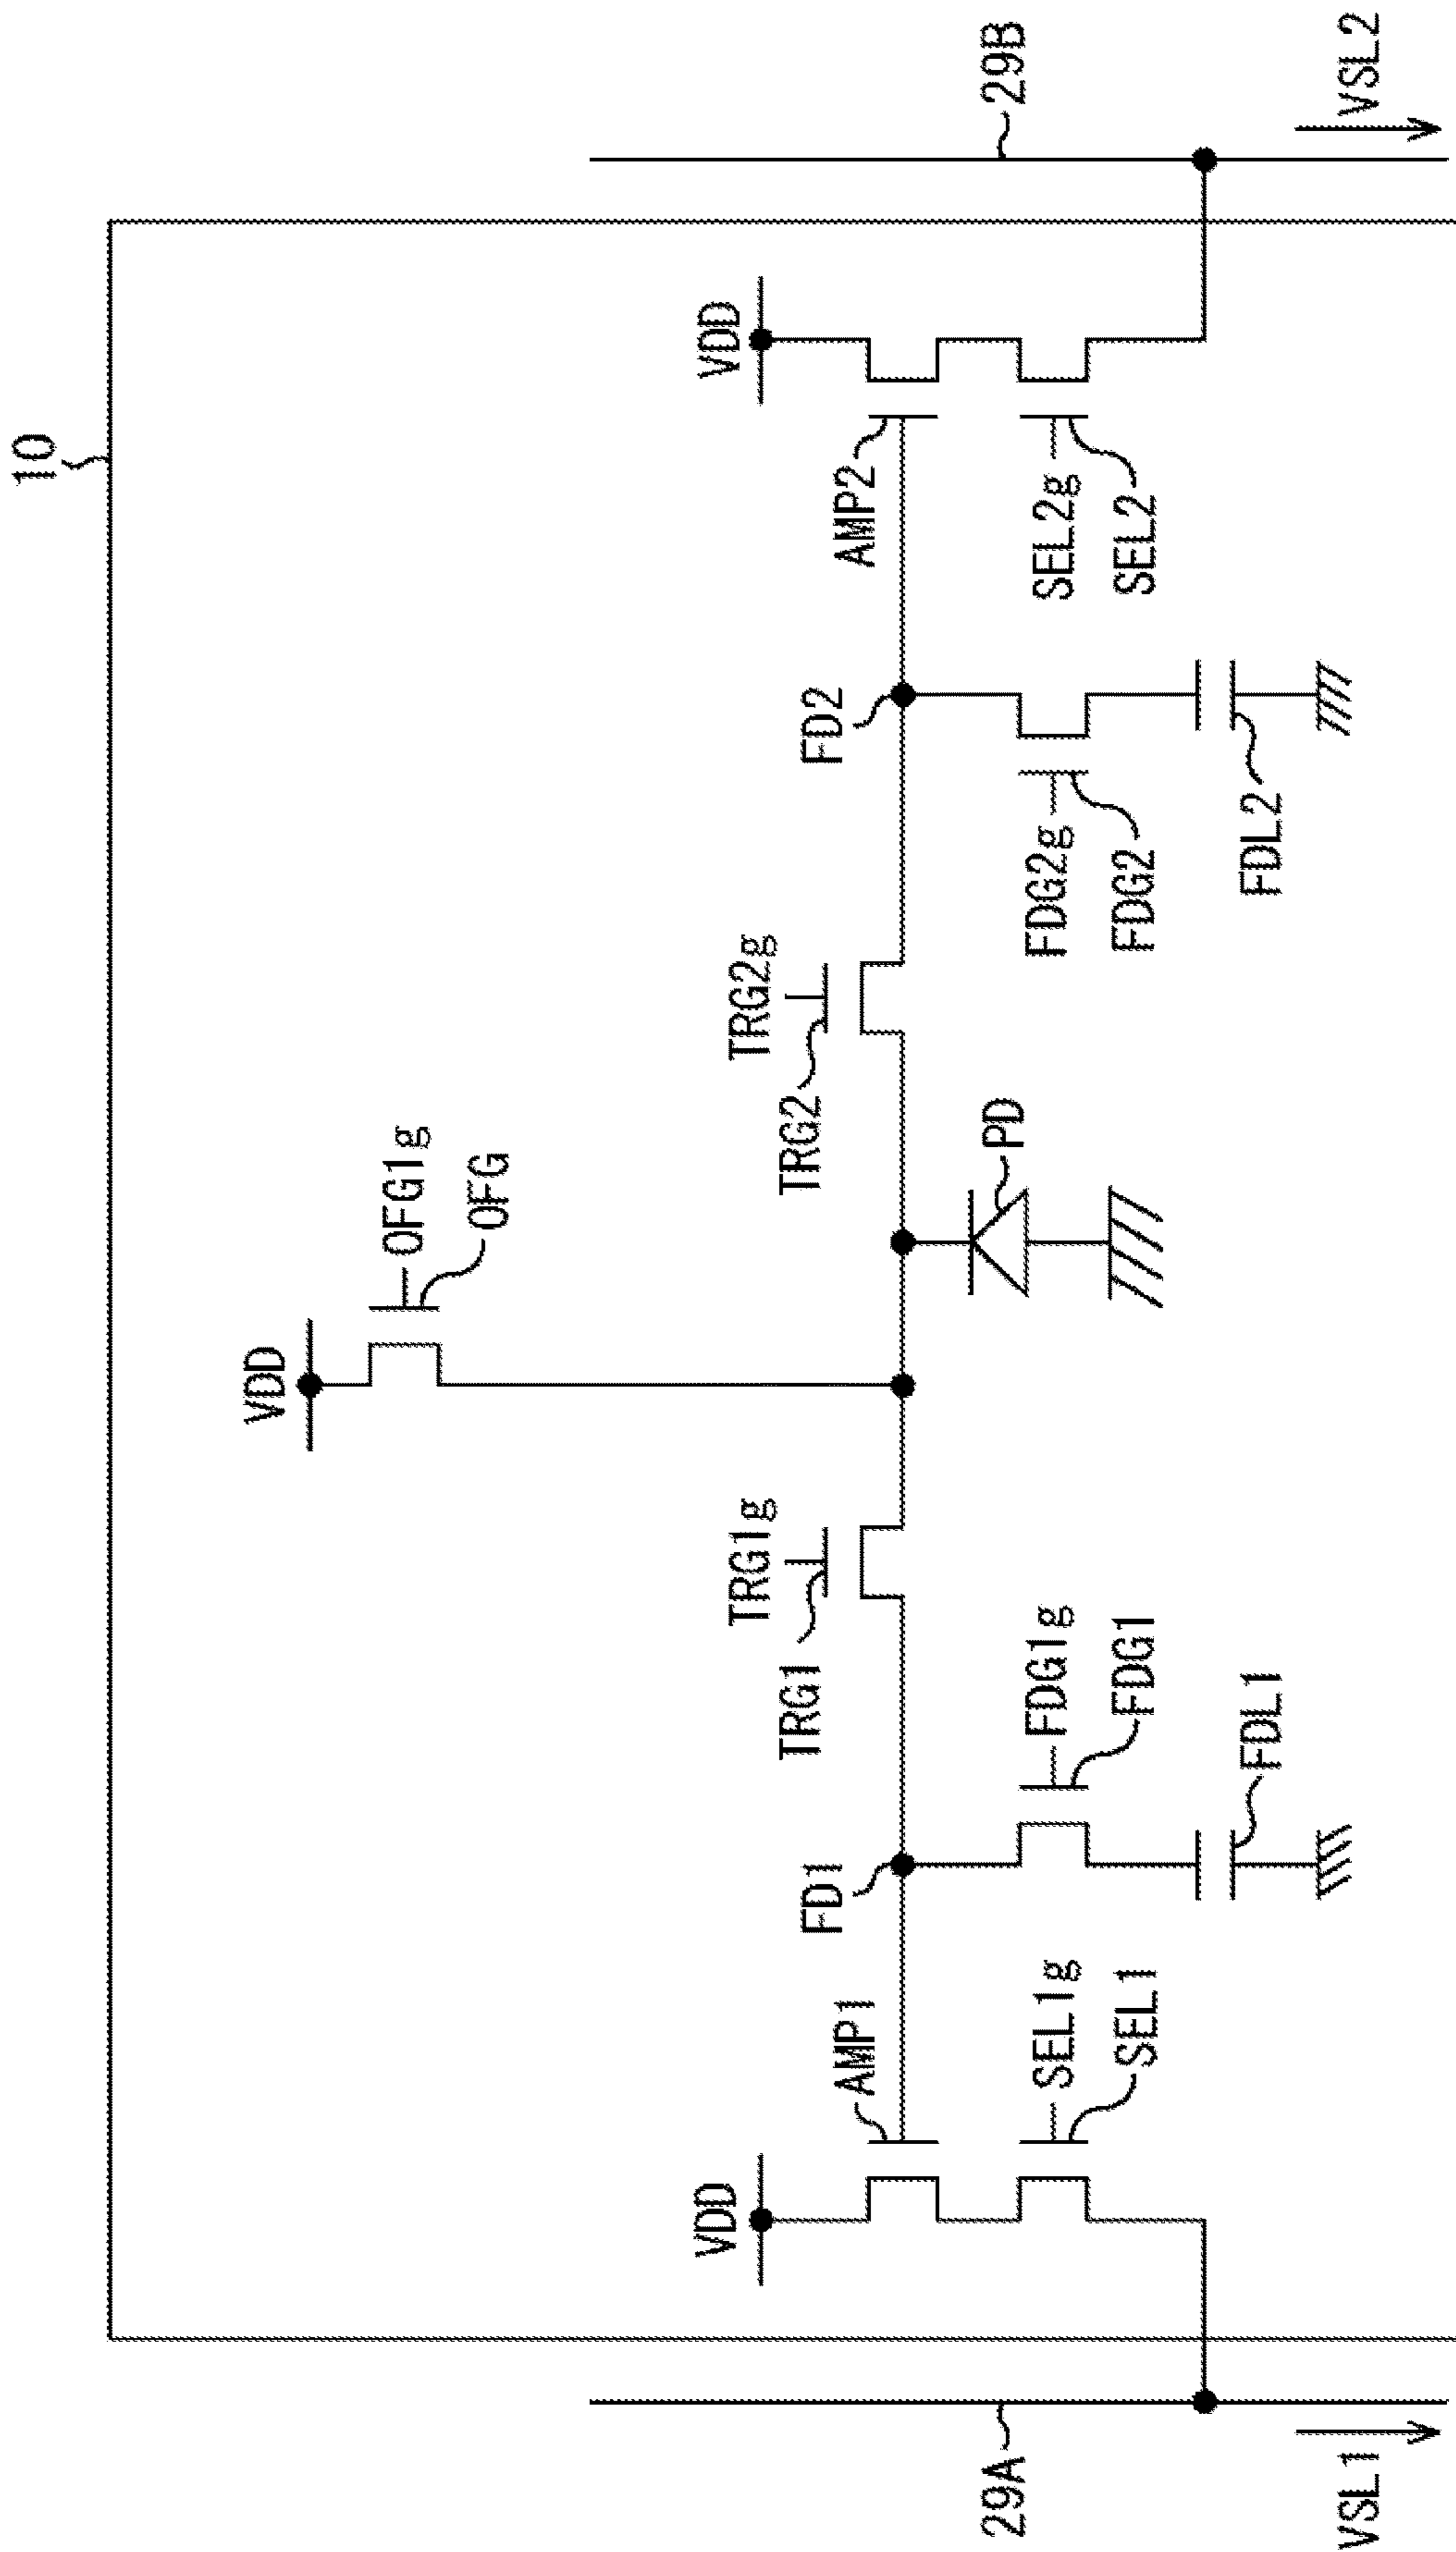 10
VDD
OFG1g
OFG
TRG1g
TRG1
TRG2g
TRG2
VDD
AMP1
FD1
FD2
AMP2
VDD
SEL1g
SEL1
FDG1g
FDG1
PD
FDG2g
FDG2
SEL2g
SEL2
29A
29B
FDL1
FDL2
VSL1
VSL2